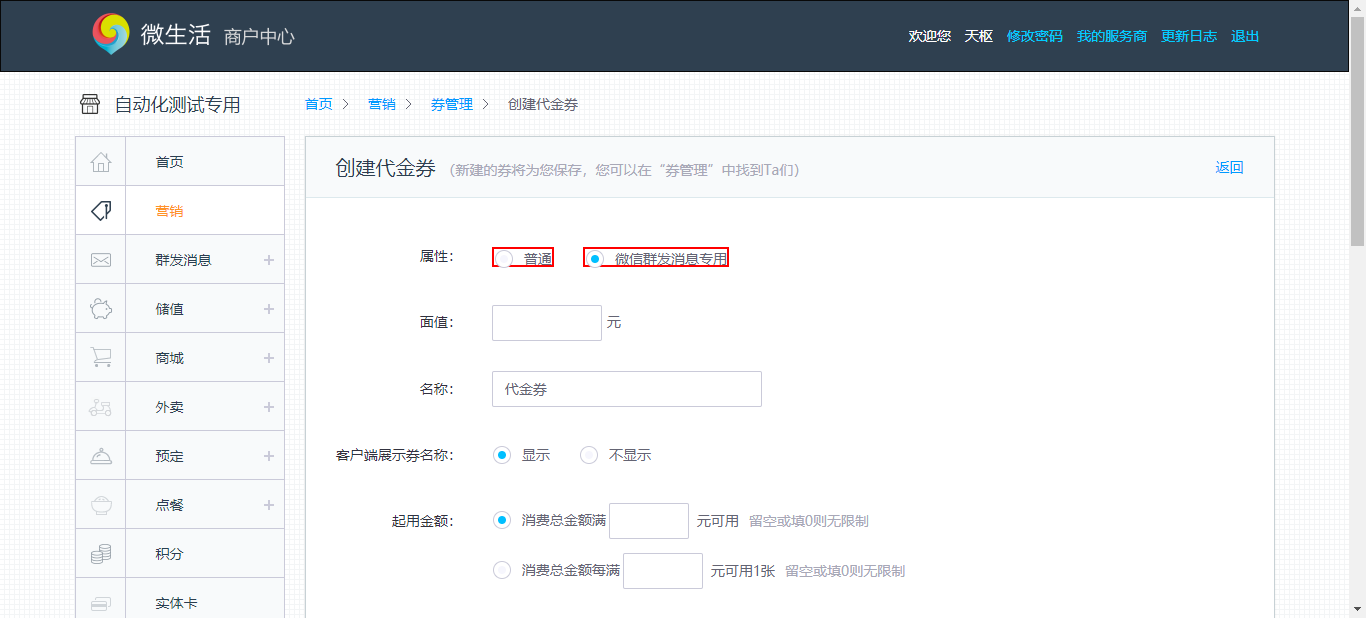 微生活 商户中心
欢迎您 天枢 修改密码 我的服务商 更新日志 退出
自动化测试专用
首页 > 营销 > 券管理 > 创建代金券
首页
营销
群发消息 +
储值 +
商城 +
外卖 +
预定 +
点餐 +
积分
实体卡
创建代金券 (新建的券将为您保存，您可以在“券管理”中找到Ta们) 返回
属性: 普通 微信群发消息专用
面值: 元
名称: 代金券
客户端展示券名称: 显示 不显示
起用金额: 消费总金额满 元可用 留空或填0则无限制
消费总金额每满 元可用1张 留空或填0则无限制